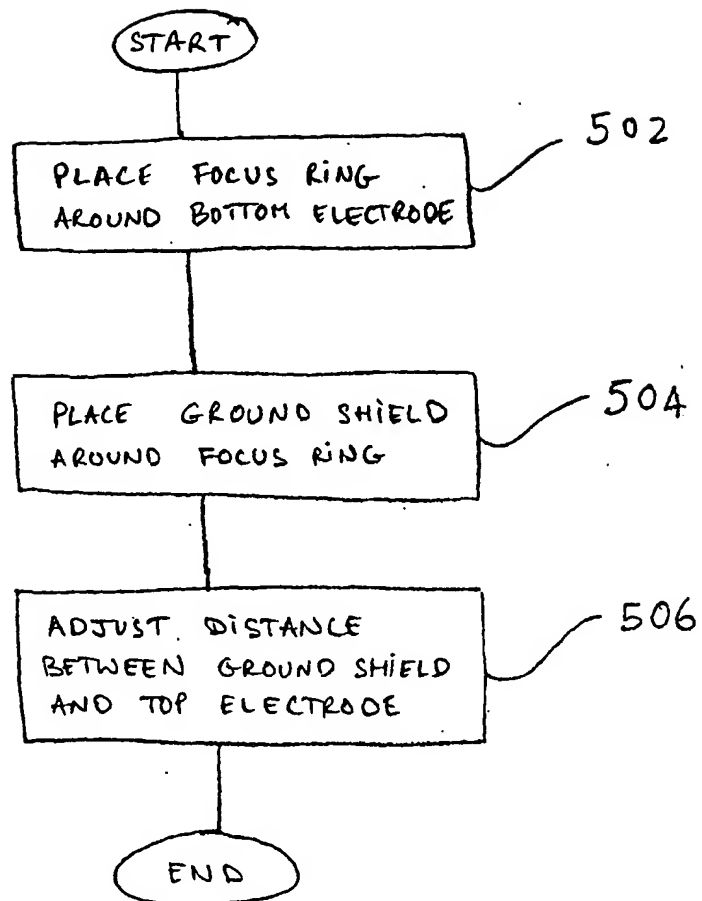 START
502
PLACE FOCUS RING
AROUND BOTTOM ELECTRODE
504
PLACE GROUND SHIELD
AROUND FOCUS RING
506
ADJUST DISTANCE
BETWEEN GROUND SHIELD
AND TOP ELECTRODE
END